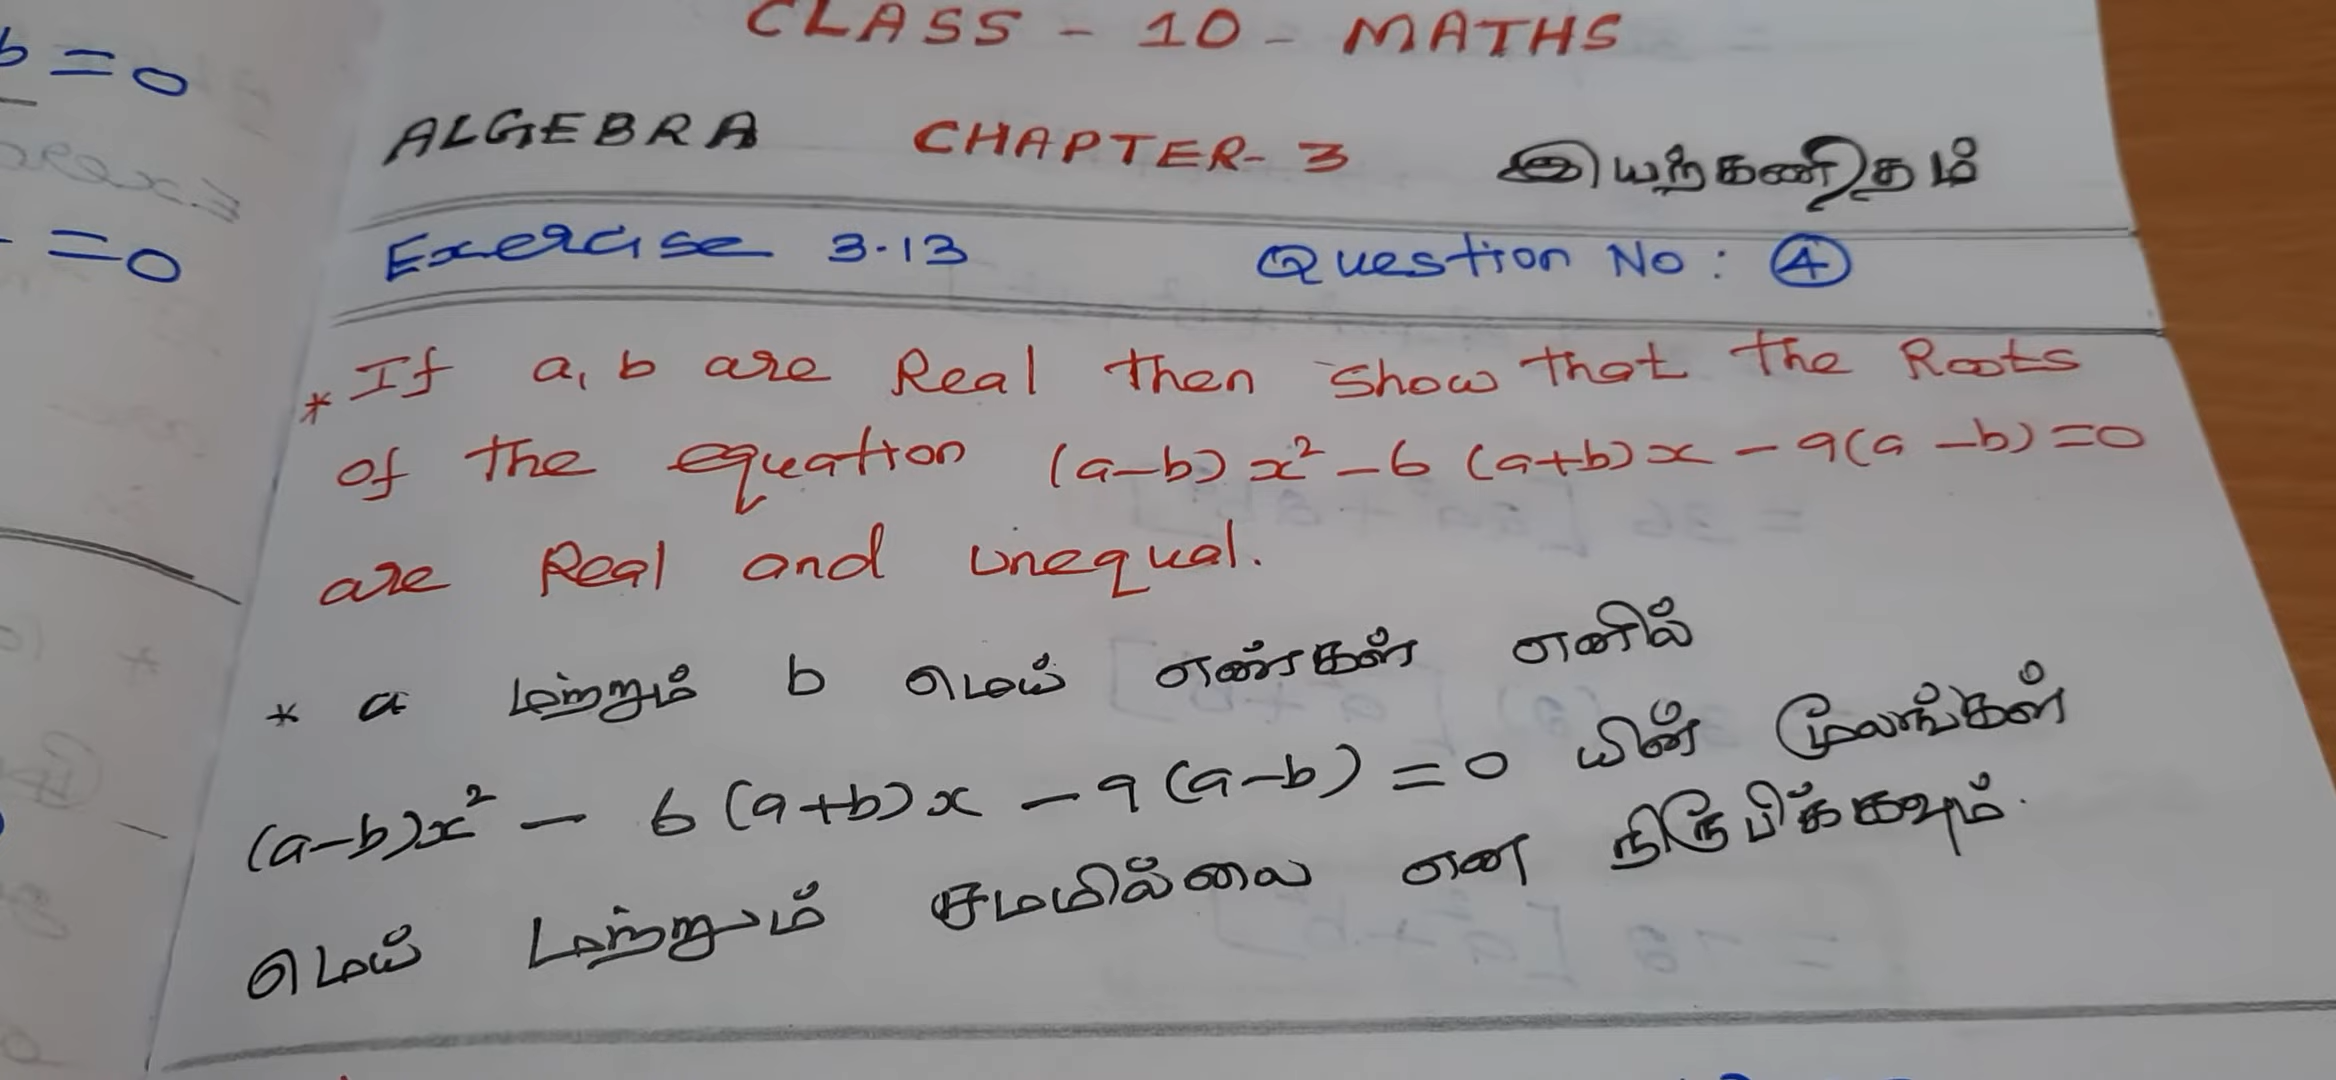 b = 0
= 0
CLASS - 10 - MATHS
ALGEBRA CHAPTER- 3 இயற்கணிதம்
Exercise 3.13 Question No: 4
* If a, b are Real then show that the Roots
of the equation (a-b) x² - 6 (a+b) x - 9(a - b) = 0
are Real and unequal.
* a மற்றும் b மெய் எண்கள் எனில்
(a-b)x² - 6 (a+b)x - 9 (a-b) = 0 யின் மூலங்கள்
மெய் மற்றும் சமமில்லை என நிரூபிக்கவும்.